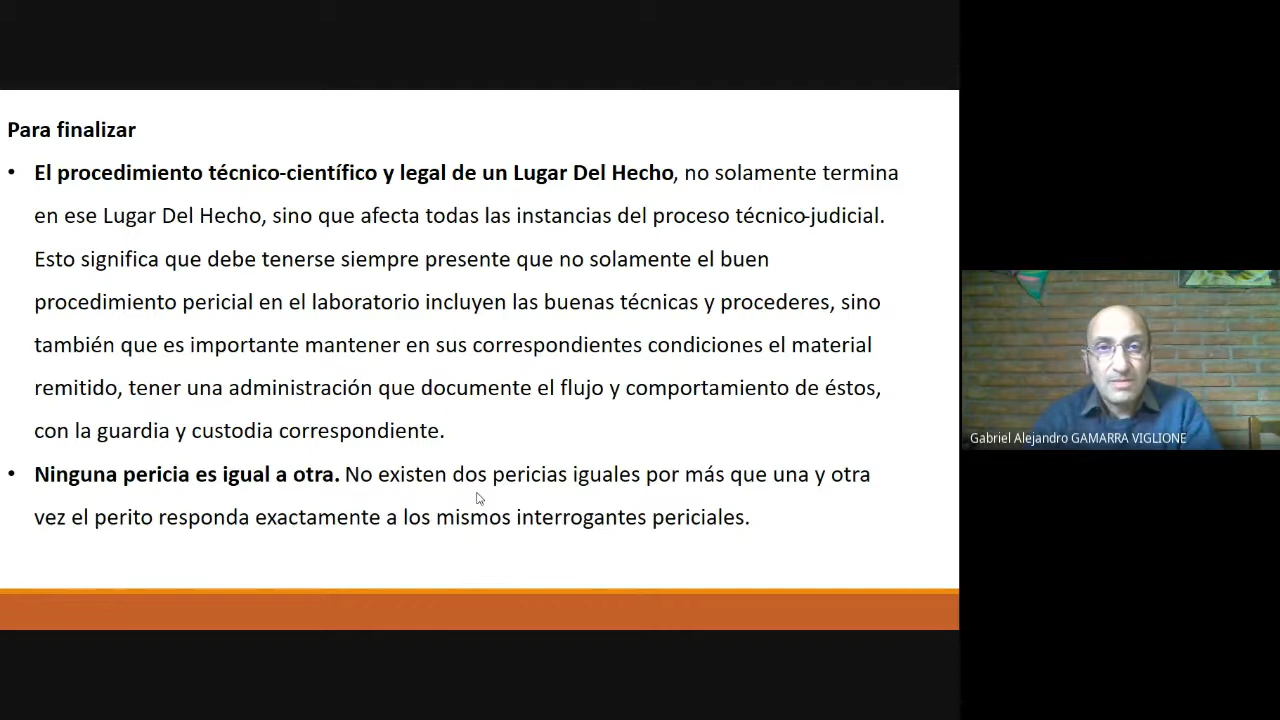 Para finalizar
• El procedimiento técnico-científico y legal de un Lugar Del Hecho, no solamente termina
en ese Lugar Del Hecho, sino que afecta todas las instancias del proceso técnico-judicial.
Esto significa que debe tenerse siempre presente que no solamente el buen
procedimiento pericial en el laboratorio incluyen las buenas técnicas y procederes, sino
también que es importante mantener en sus correspondientes condiciones el material
remitido, tener una administración que documente el flujo y comportamiento de éstos,
con la guardia y custodia correspondiente.
• Ninguna pericia es igual a otra. No existen dos pericias iguales por más que una y otra
vez el perito responda exactamente a los mismos interrogantes periciales.
Gabriel Alejandro GAMARRA VIGLIONE